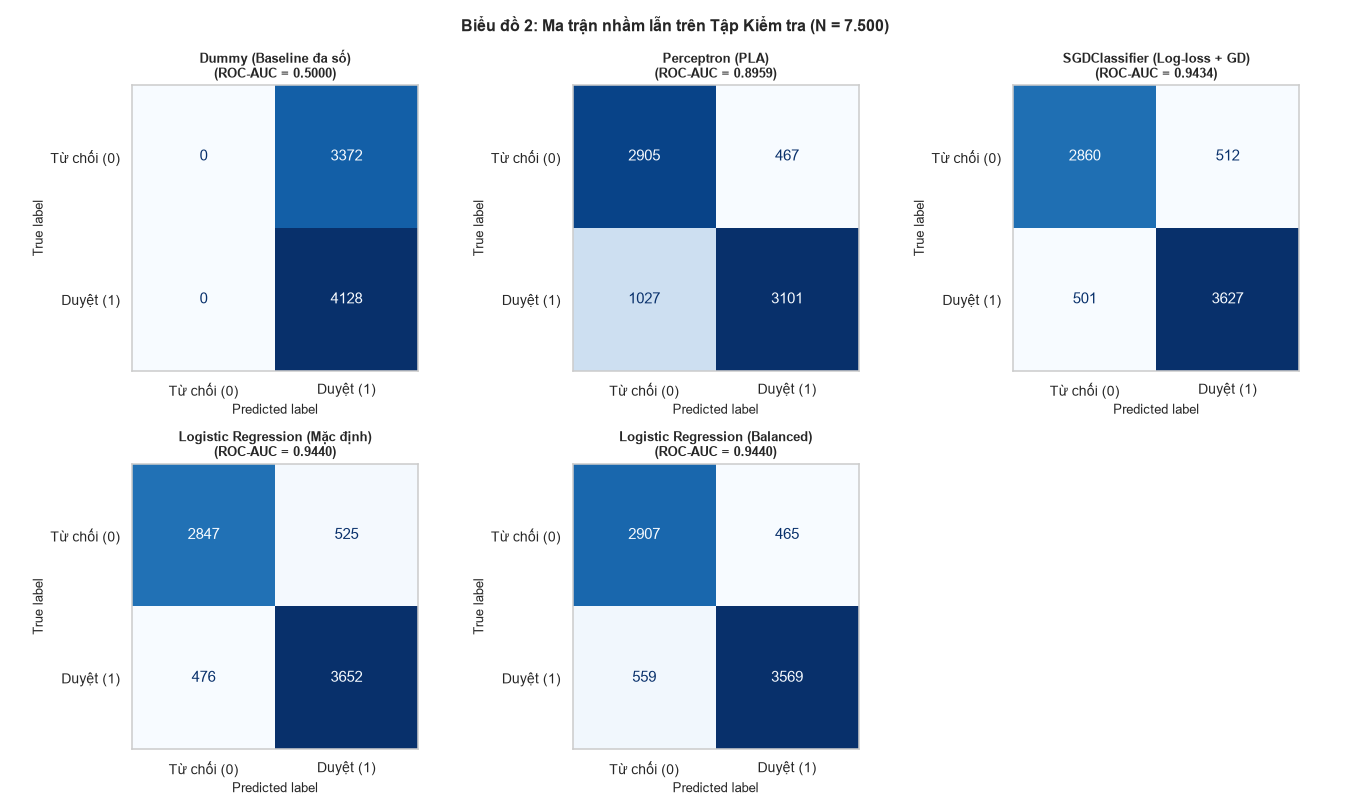 Biểu đồ 2: Ma trận nhầm lẫn trên Tập Kiểm tra (N = 7.500)
Dummy (Baseline đa số)
(ROC-AUC = 0.5000)
True label
Từ chối (0)
0
3372
Duyệt (1)
0
4128
Từ chối (0)
Duyệt (1)
Predicted label
Perceptron (PLA)
(ROC-AUC = 0.8959)
True label
Từ chối (0)
2905
467
Duyệt (1)
1027
3101
Từ chối (0)
Duyệt (1)
Predicted label
SGDClassifier (Log-loss + GD)
(ROC-AUC = 0.9434)
True label
Từ chối (0)
2860
512
Duyệt (1)
501
3627
Từ chối (0)
Duyệt (1)
Predicted label
Logistic Regression (Mặc định)
(ROC-AUC = 0.9440)
True label
Từ chối (0)
2847
525
Duyệt (1)
476
3652
Từ chối (0)
Duyệt (1)
Predicted label
Logistic Regression (Balanced)
(ROC-AUC = 0.9440)
True label
Từ chối (0)
2907
465
Duyệt (1)
559
3569
Từ chối (0)
Duyệt (1)
Predicted label